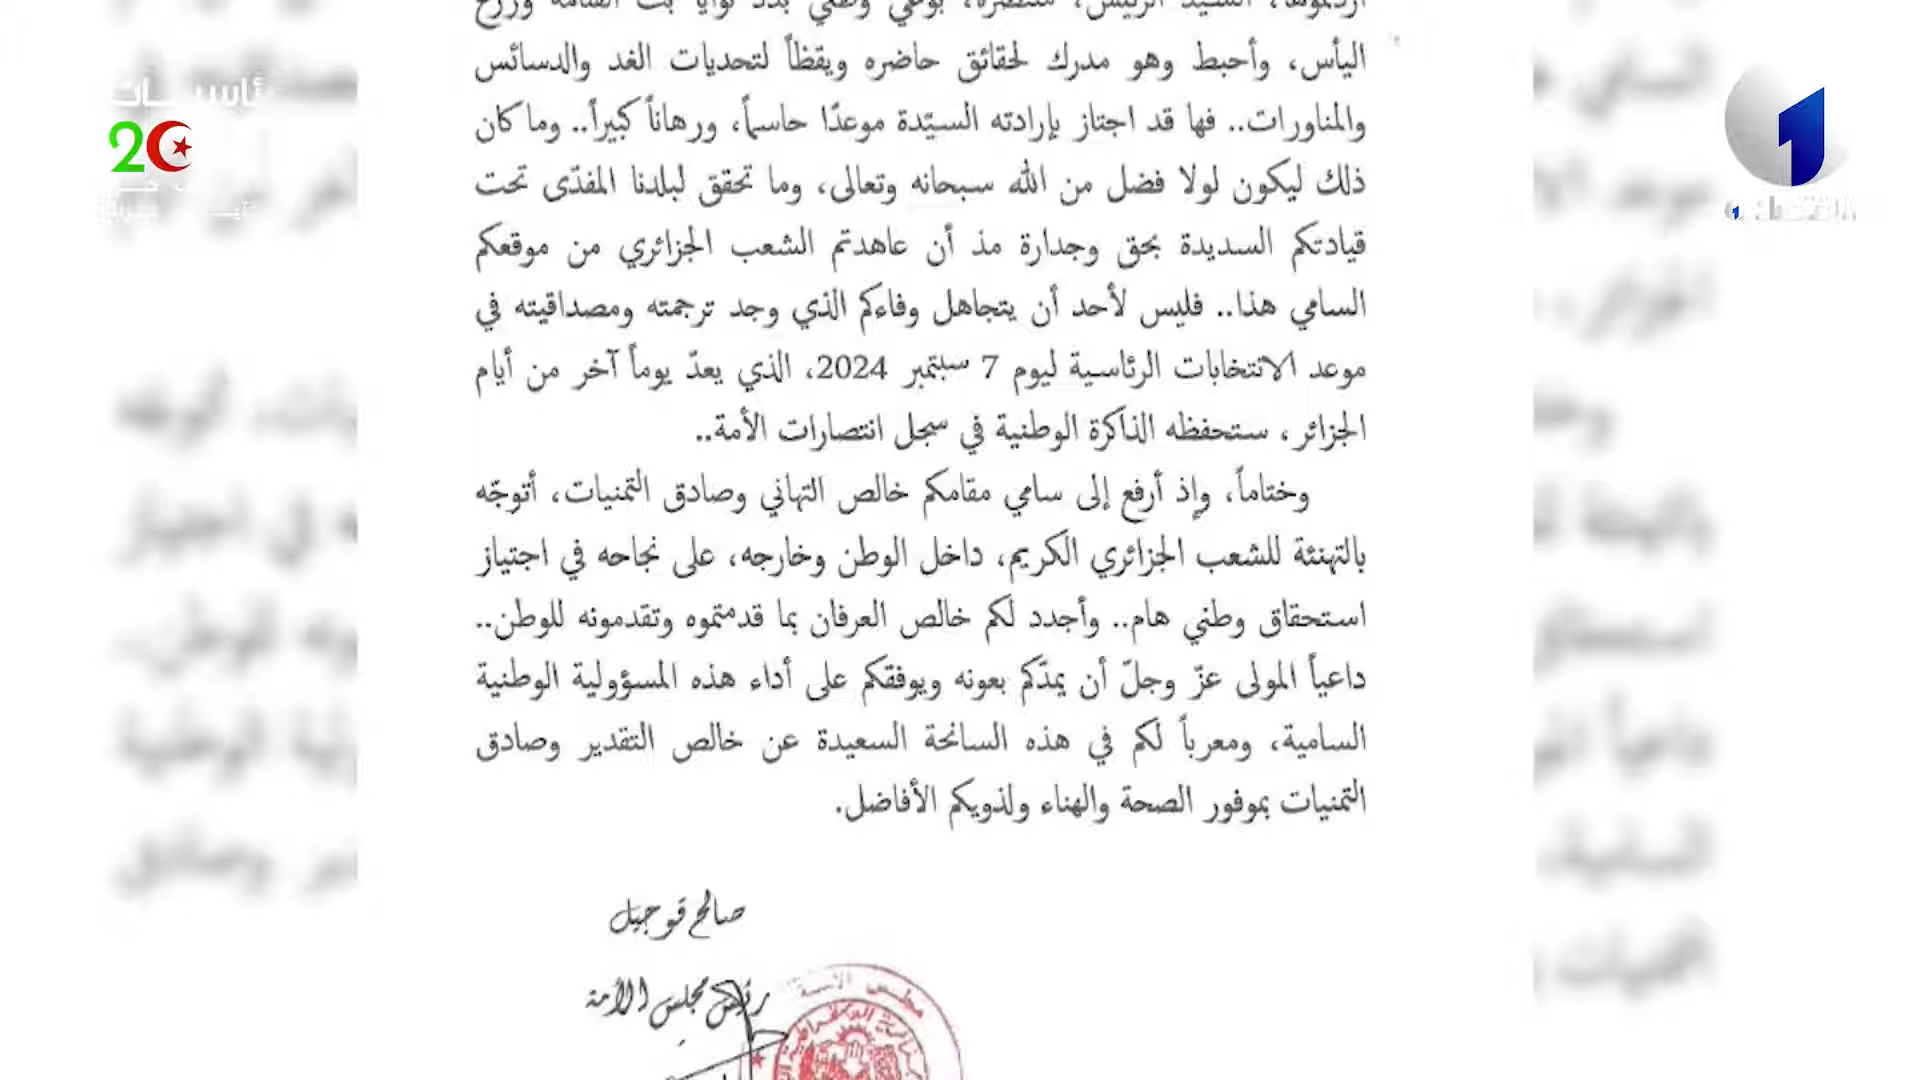 اليأس، وأحبط وهو مدرك لحقائق حاضره ويقظاً لتحديات الغد والدسائس
والمناورات.. فها قد اجتاز بإرادته السيّدة موعدًا حاسماً، ورهاناً كبيراً.. وما كان
ذلك ليكون لولا فضل من الله سبحانه وتعالى، وما تحقق لبلدنا المفدّى تحت
قيادتكم السديدة بحق وجدارة مذ أن عاهدتم الشعب الجزائري من موقعكم
السامي هذا.. فليس لأحد أن يتجاهل وفاءكم الذي وجد ترجمته ومصداقيته في
موعد الانتخابات الرئاسية ليوم 7 سبتمبر 2024، الذي يعدّ يوماً آخر من أيام
الجزائر، ستحفظه الذاكرة الوطنية في سجل انتصارات الأمة..
وختاماً، وإذ أرفع إلى سامي مقامكم خالص التهاني وصادق التمنيات، أتوجّه
بالتهنئة للشعب الجزائري الكريم، داخل الوطن وخارجه، على نجاحه في اجتياز
استحقاق وطني هام.. وأجدد لكم خالص العرفان بما قدمتموه وتقدمونه للوطن..
داعياً المولى عزّ وجلّ أن يمدّكم بعونه ويوفقكم على أداء هذه المسؤولية الوطنية
السامية، ومعرباً لكم في هذه السانحة السعيدة عن خالص التقدير وصادق
التمنيات بموفور الصحة والهناء ولذويكم الأفاضل.
صالح قوجيل
رئيس مجلس الأمة
مجلس الأمة
20
1